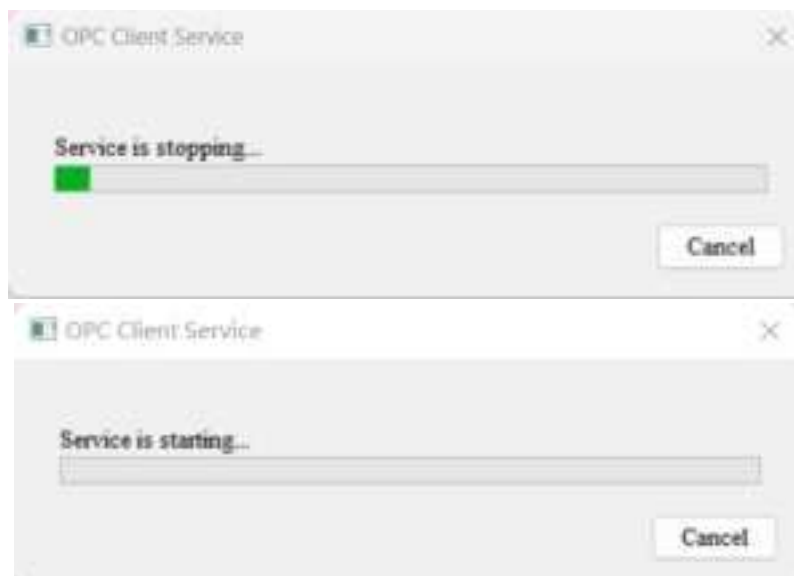 OPC Client Service
Service is stopping...
Cancel
OPC Client Service
Service is starting...
Cancel